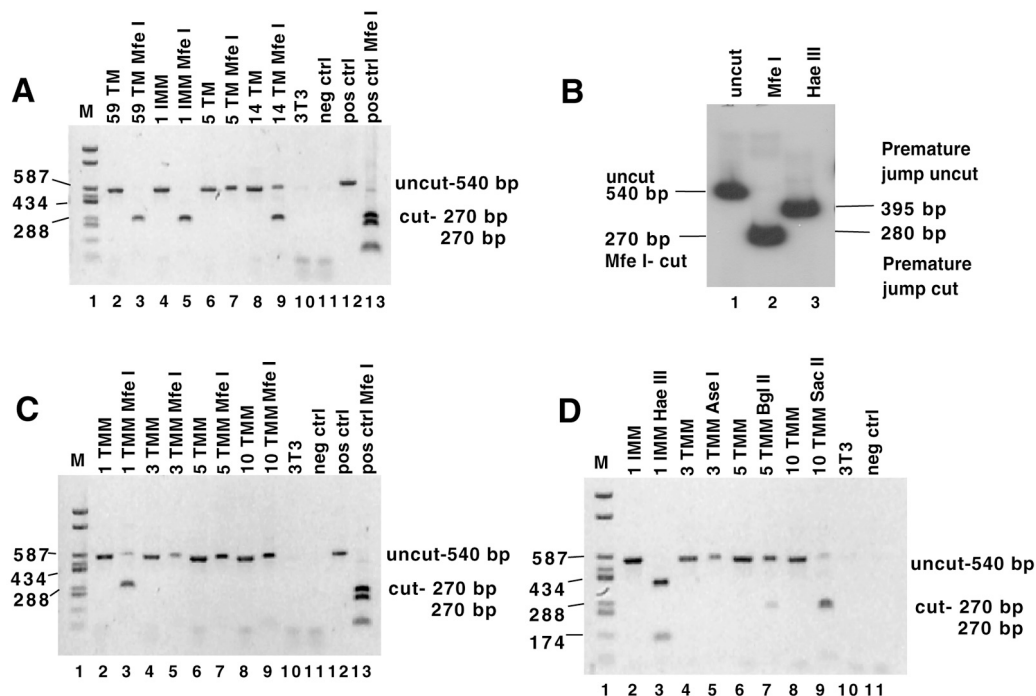 A
M
59 TM
59 TM Mfe I
1 IMM
1 IMM Mfe I
5 TM
5 TM Mfe I
14 TM
14 TM Mfe I
3T3
neg ctrl
pos ctrl
pos ctrl Mfe I
587
434
288
uncut-540 bp
cut- 270 bp
270 bp
1 2 3 4 5 6 7 8 9 10 11 12 13
B
uncut
Mfe I
Hae III
uncut
540 bp
270 bp
Mfe I- cut
Premature
jump uncut
395 bp
280 bp
Premature
jump cut
1 2 3
C
M
1 TMM
1 TMM Mfe I
3 TMM
3 TMM Mfe I
5 TMM
5 TMM Mfe I
10 TMM
10 TMM Mfe I
3T3
neg ctrl
pos ctrl
pos ctrl Mfe I
587
434
288
uncut-540 bp
cut- 270 bp
270 bp
1 2 3 4 5 6 7 8 9 10 11 12 13
D
M
1 IMM
1 IMM Hae III
3 TMM
3 TMM Ase I
5 TMM
5 TMM Bgl II
10 TMM
10 TMM Sac II
3T3
neg ctrl
587
434
288
174
uncut-540 bp
cut- 270 bp
270 bp
1 2 3 4 5 6 7 8 9 10 11